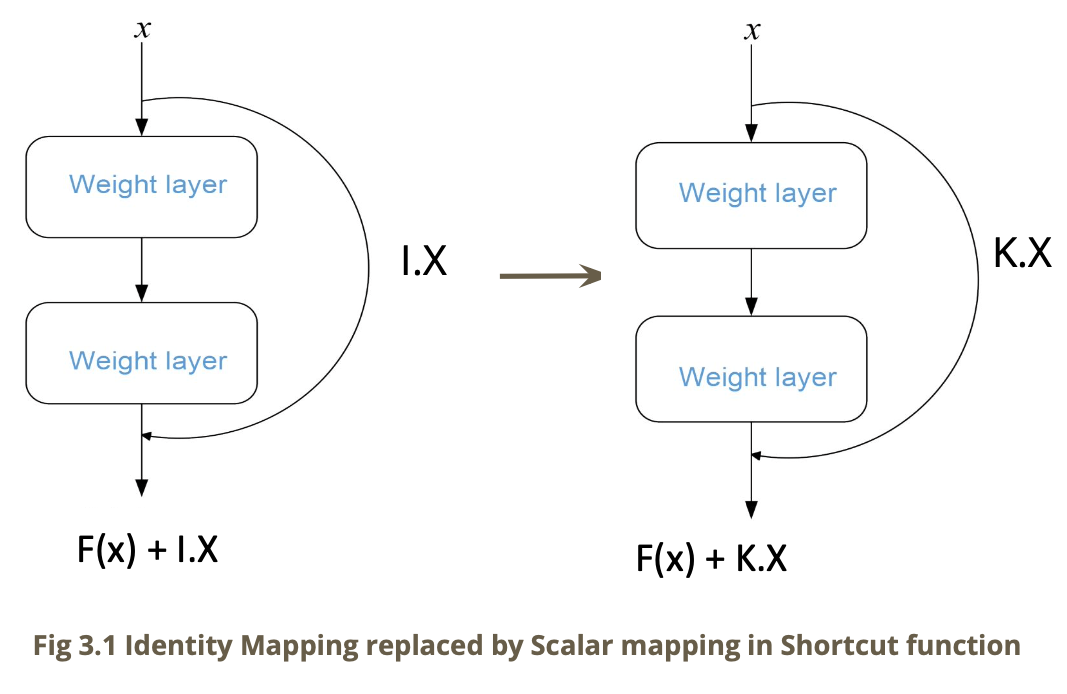 x
Weight layer
I.X
Weight layer
F(x) + I.X
x
Weight layer
K.X
Weight layer
F(x) + K.X
Fig 3.1 Identity Mapping replaced by Scalar mapping in Shortcut function